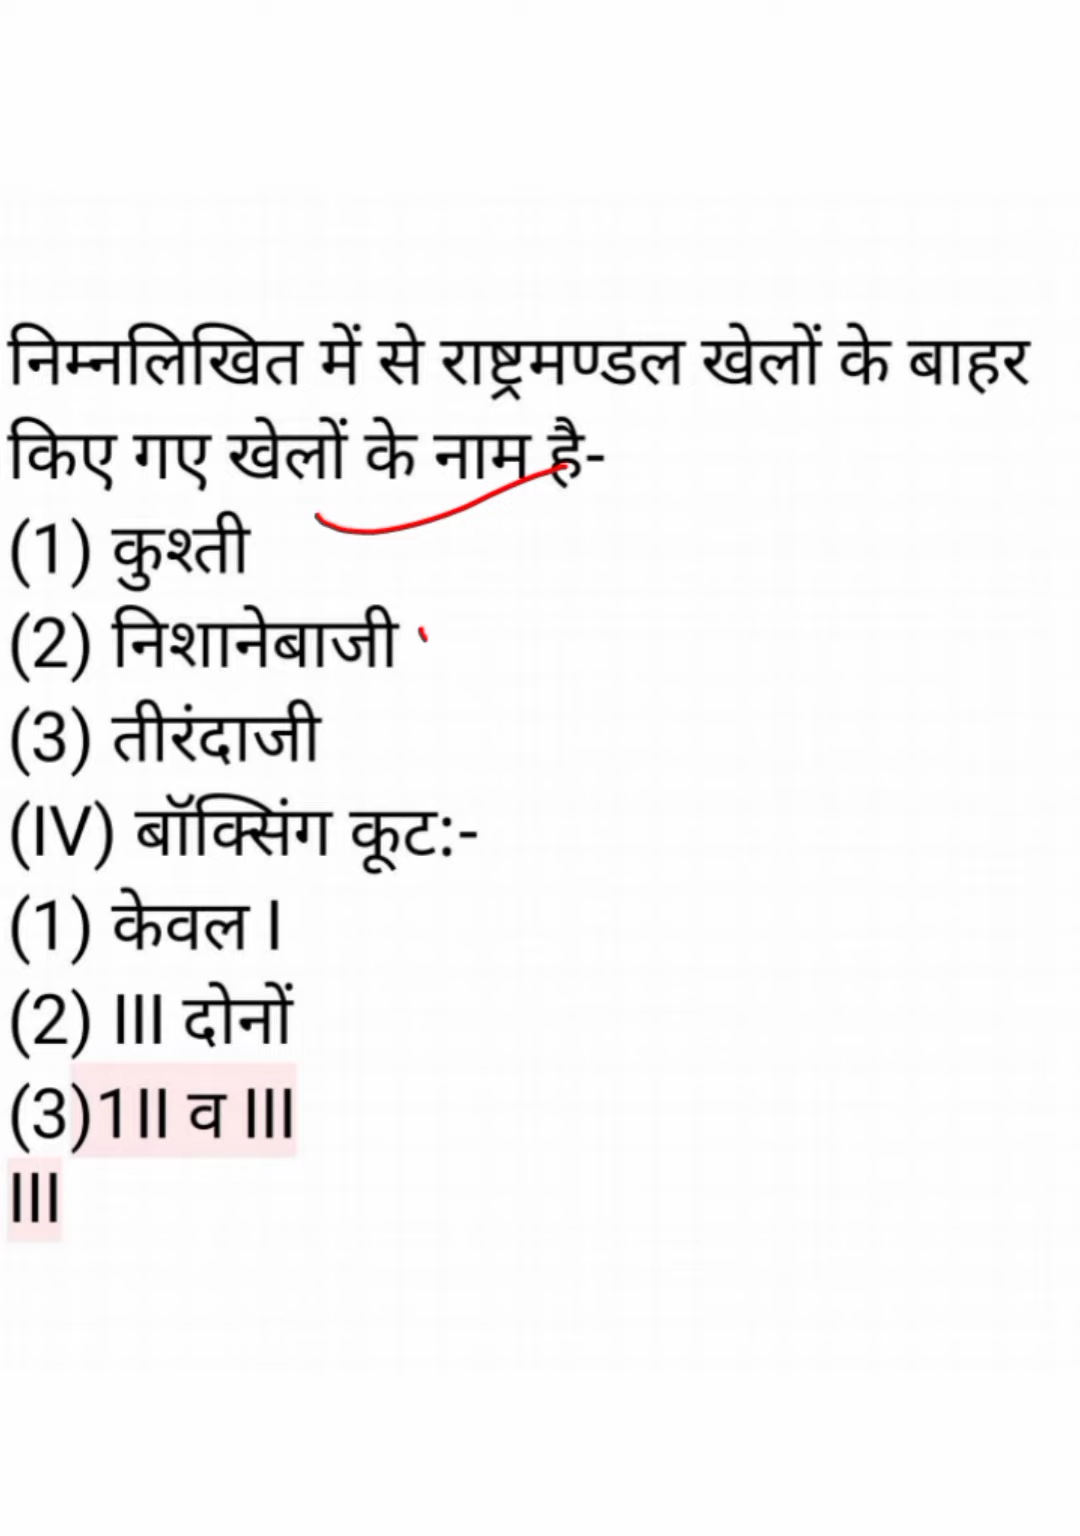 निम्नलिखित में से राष्ट्रमण्डल खेलों के बाहर
किए गए खेलों के नाम है-
(1) कुश्ती
(2) निशानेबाजी
(3) तीरंदाजी
(IV) बॉक्सिंग कूट:-
(1) केवल I
(2) III दोनों
(3)1II व III
III